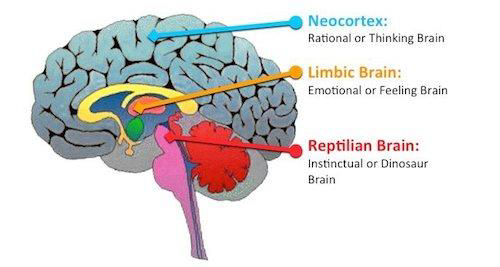 Neocortex:
Rational or Thinking Brain
Limbic Brain:
Emotional or Feeling Brain
Reptilian Brain:
Instinctual or Dinosaur
Brain